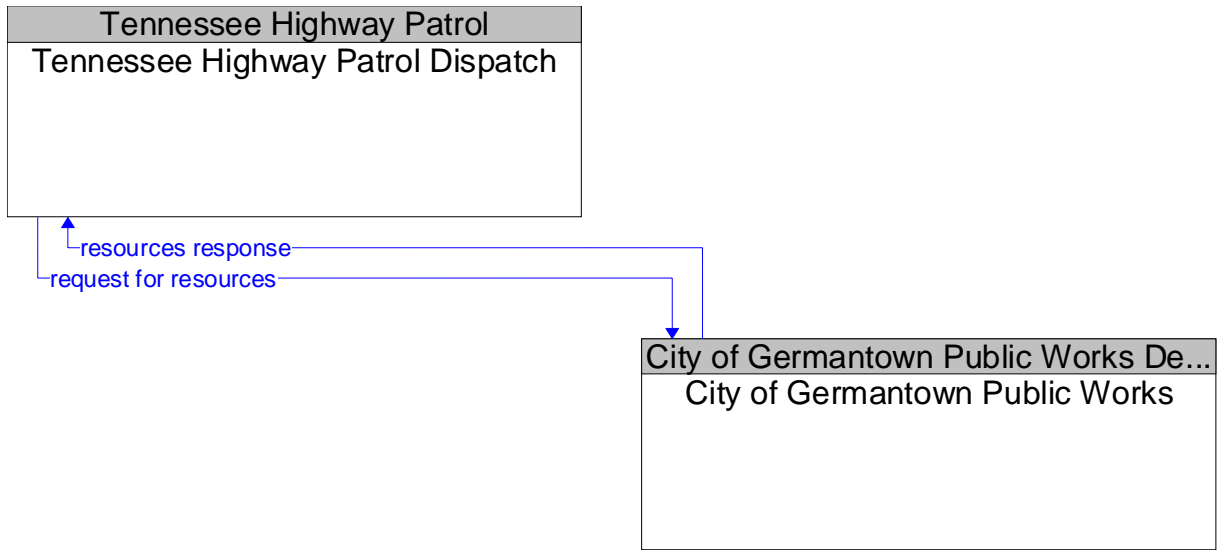 Tennessee Highway Patrol
Tennessee Highway Patrol Dispatch
resources response
request for resources
City of Germantown Public Works De...
City of Germantown Public Works